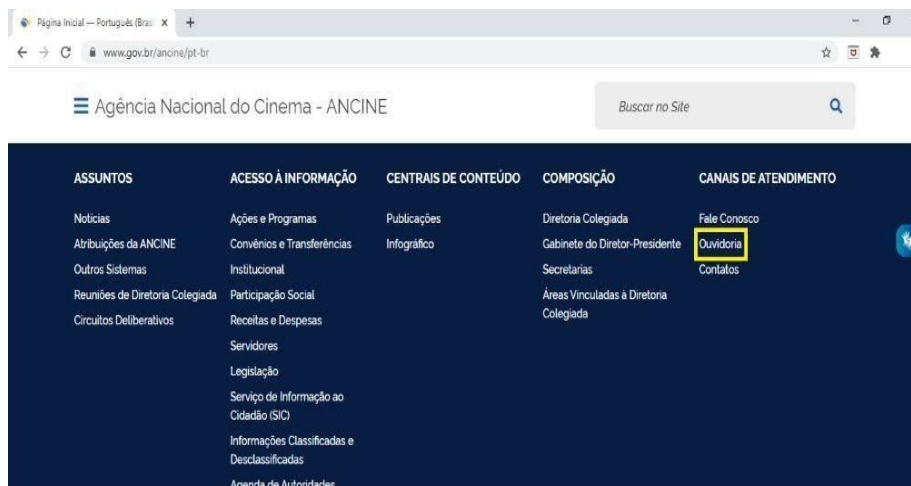 Página Inicial — Português (Bras
www.gov.br/ancine/pt-br
Agência Nacional do Cinema - ANCINE
Buscar no Site
ASSUNTOS
Notícias
Atribuições da ANCINE
Outros Sistemas
Reuniões de Diretoria Colegiada
Circuitos Deliberativos
ACESSO À INFORMAÇÃO
Ações e Programas
Convênios e Transferências
Institucional
Participação Social
Receitas e Despesas
Servidores
Legislação
Serviço de Informação ao
Cidadão (SIC)
Informações Classificadas e
Desclassificadas
Agenda de Autoridades
CENTRAIS DE CONTEÚDO
Publicações
Infográfico
COMPOSIÇÃO
Diretoria Colegiada
Gabinete do Diretor-Presidente
Secretarias
Áreas Vinculadas à Diretoria
Colegiada
CANAIS DE ATENDIMENTO
Fale Conosco
Ouvidoria
Contatos